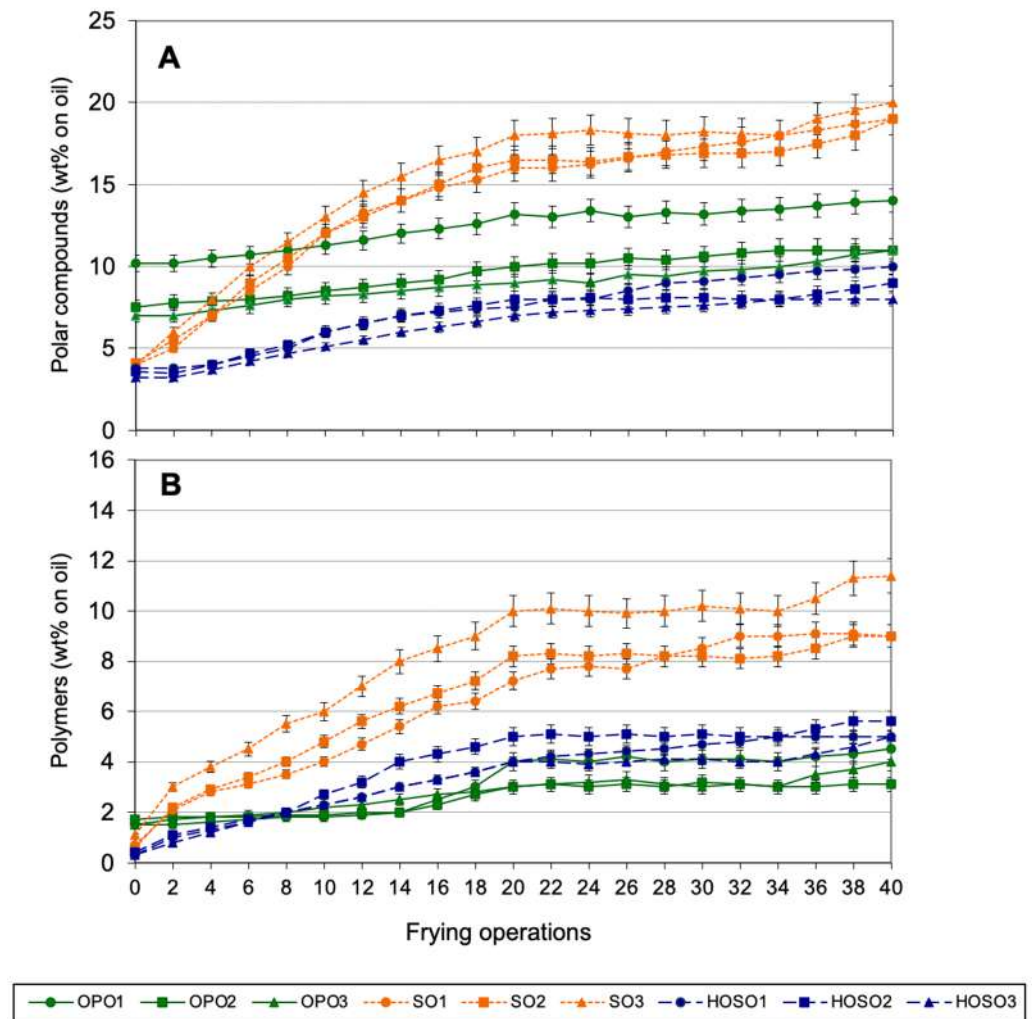 A
Polar compounds (wt% on oil)
25
20
15
10
5
0
B
Polymers (wt% on oil)
16
14
12
10
8
6
4
2
0
0 2 4 6 8 10 12 14 16 18 20 22 24 26 28 30 32 34 36 38 40
Frying operations
OPO1 OPO2 OPO3 SO1 SO2 SO3 HOSO1 HOSO2 HOSO3